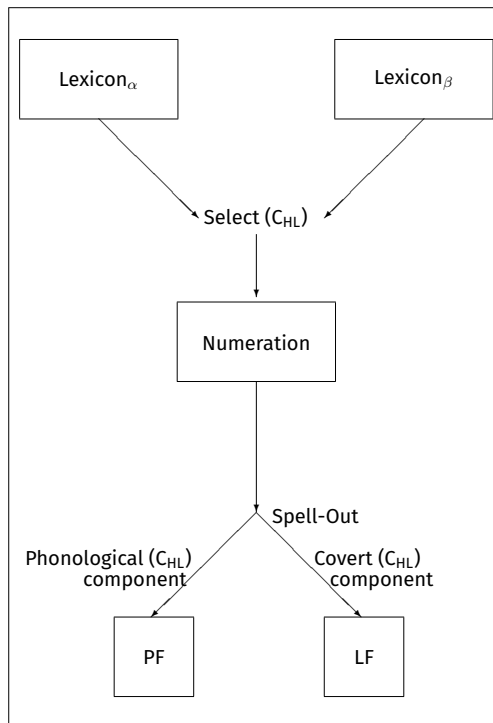 Lexiconα
Lexiconβ
Select (CHL)
Numeration
Spell-Out
Phonological (CHL)
component
Covert (CHL)
component
PF
LF